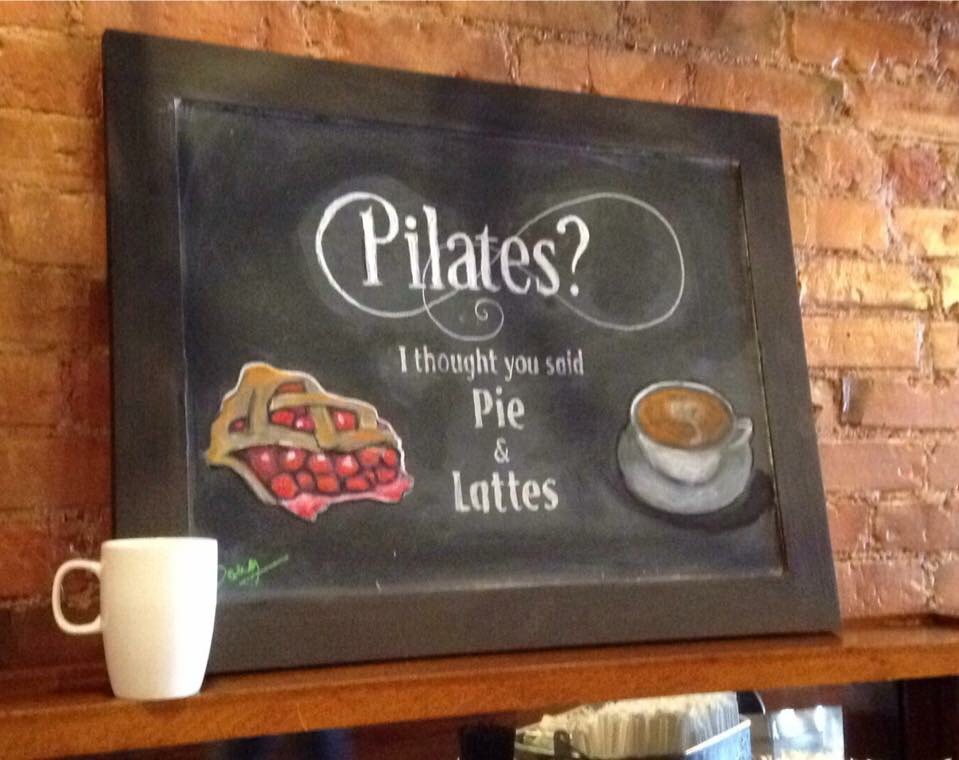 Pilates?
I thought you said
Pie
&
Lattes